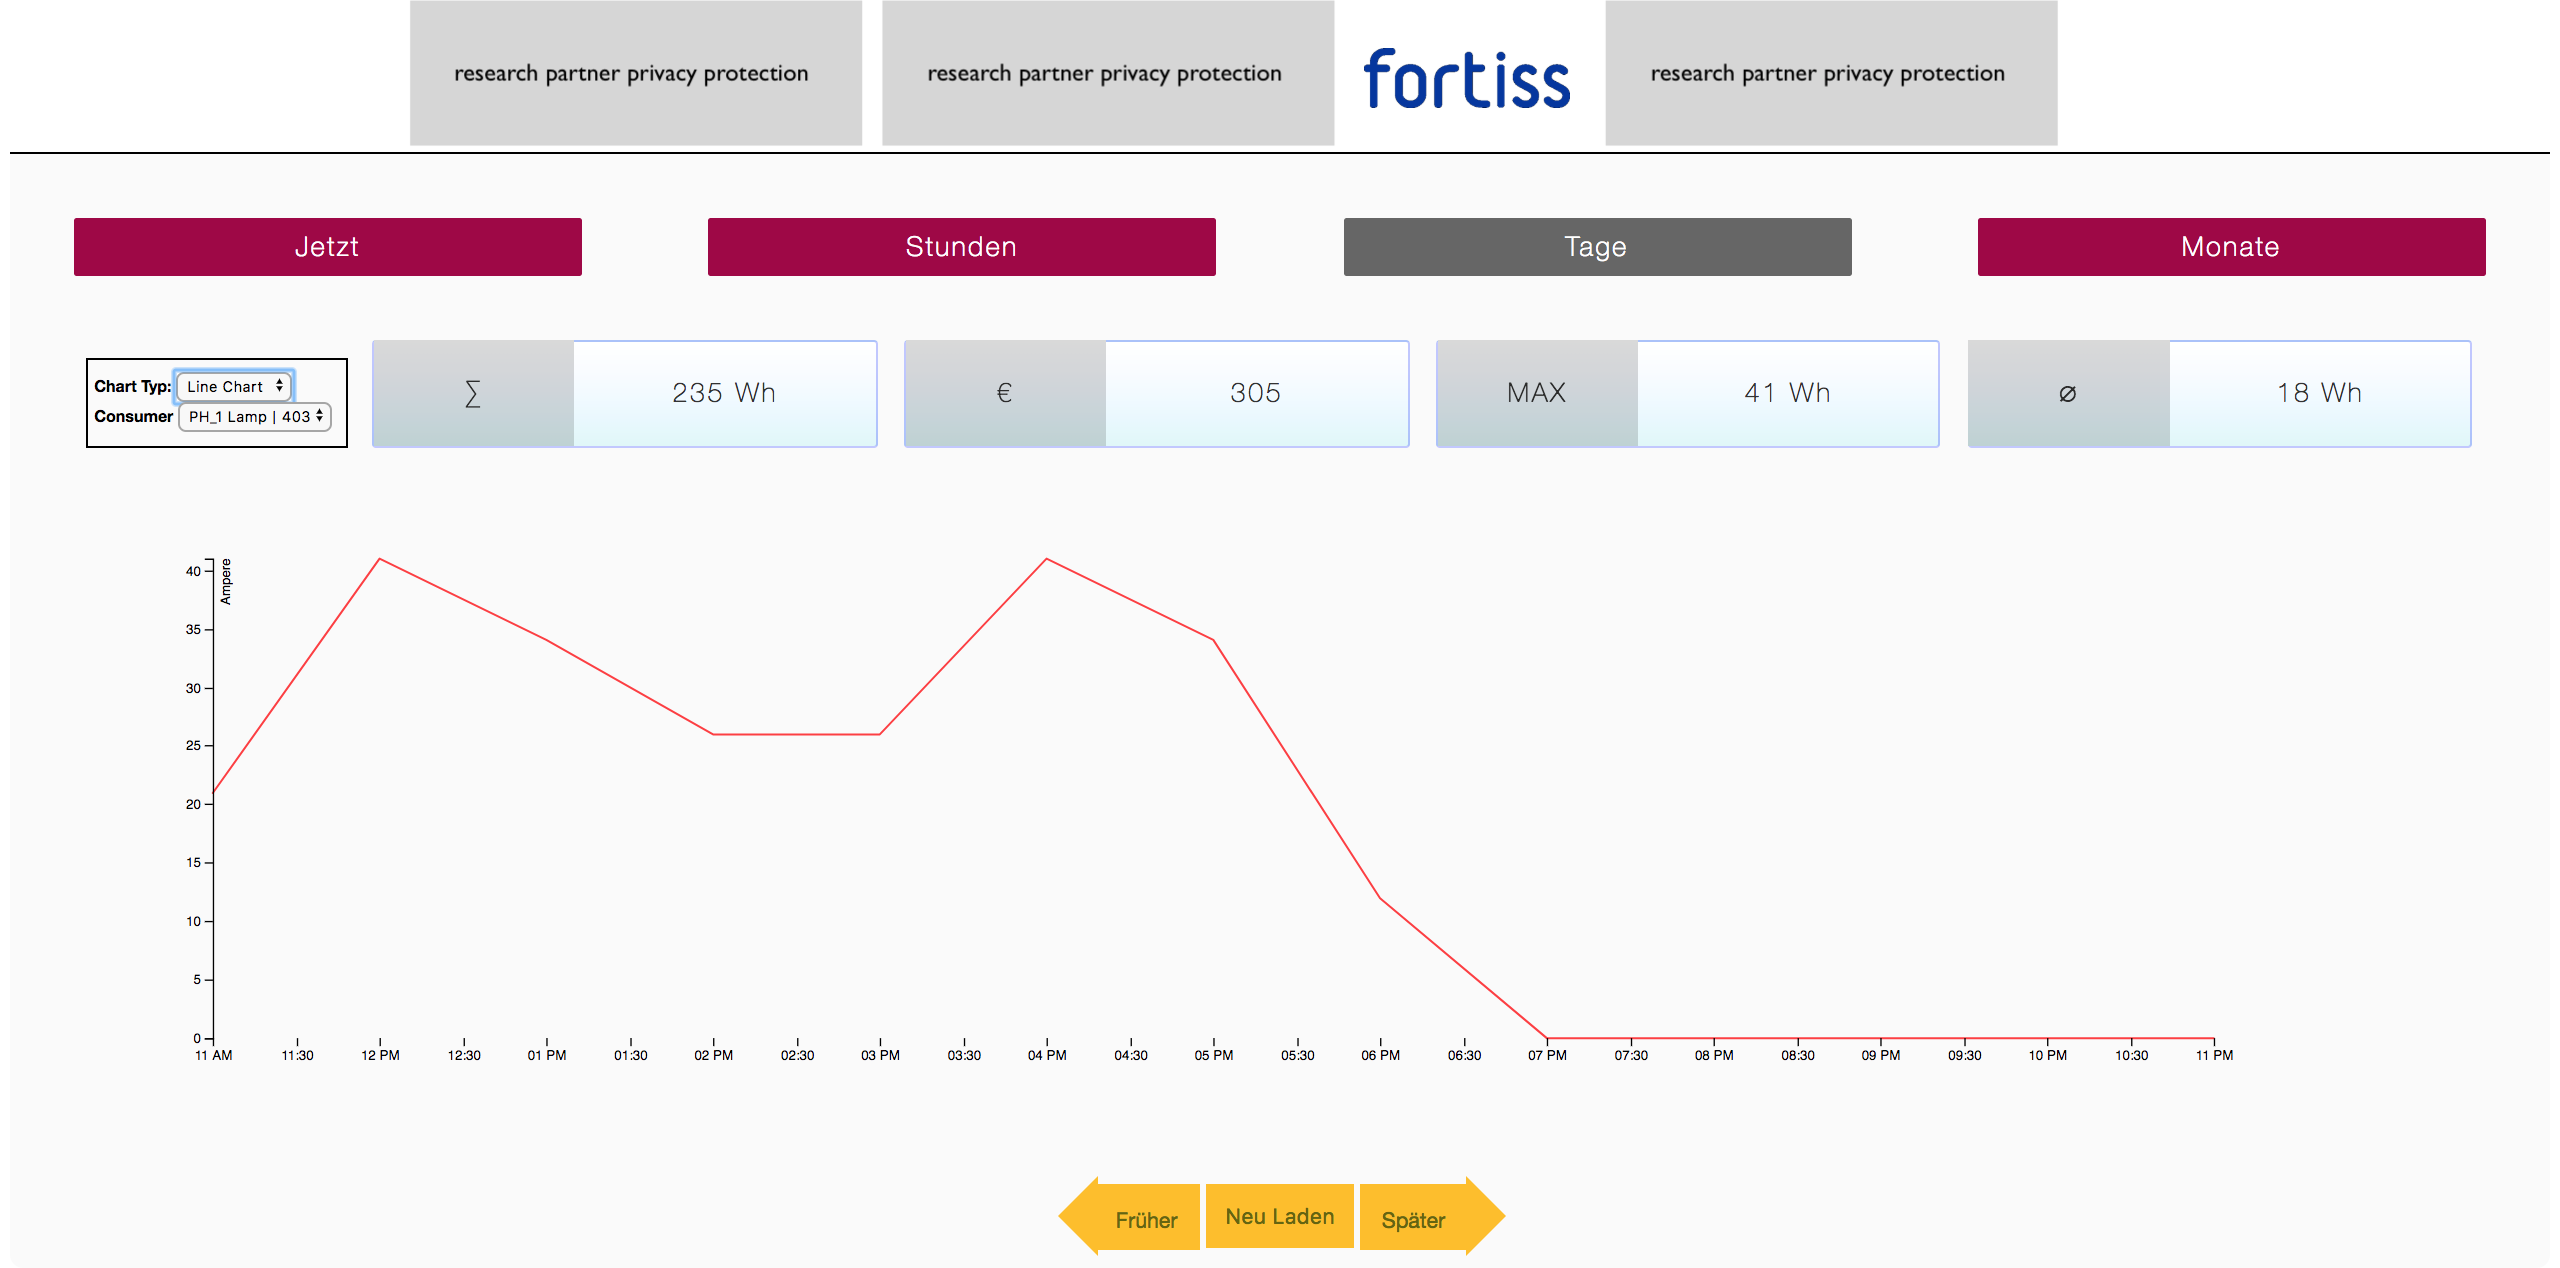 research partner privacy protection
research partner privacy protection
fortiss
research partner privacy protection
Jetzt
Stunden
Tage
Monate
Chart Typ: Line Chart
Consumer PH_1 Lamp | 403
∑ 235 Wh
€ 305
MAX 41 Wh
⌀ 18 Wh
Ampere
40
35
30
25
20
15
10
5
0
11 AM 11:30 12 PM 12:30 01 PM 01:30 02 PM 02:30 03 PM 03:30 04 PM 04:30 05 PM 05:30 06 PM 06:30 07 PM 07:30 08 PM 08:30 09 PM 09:30 10 PM 10:30 11 PM
Früher
Neu Laden
Später